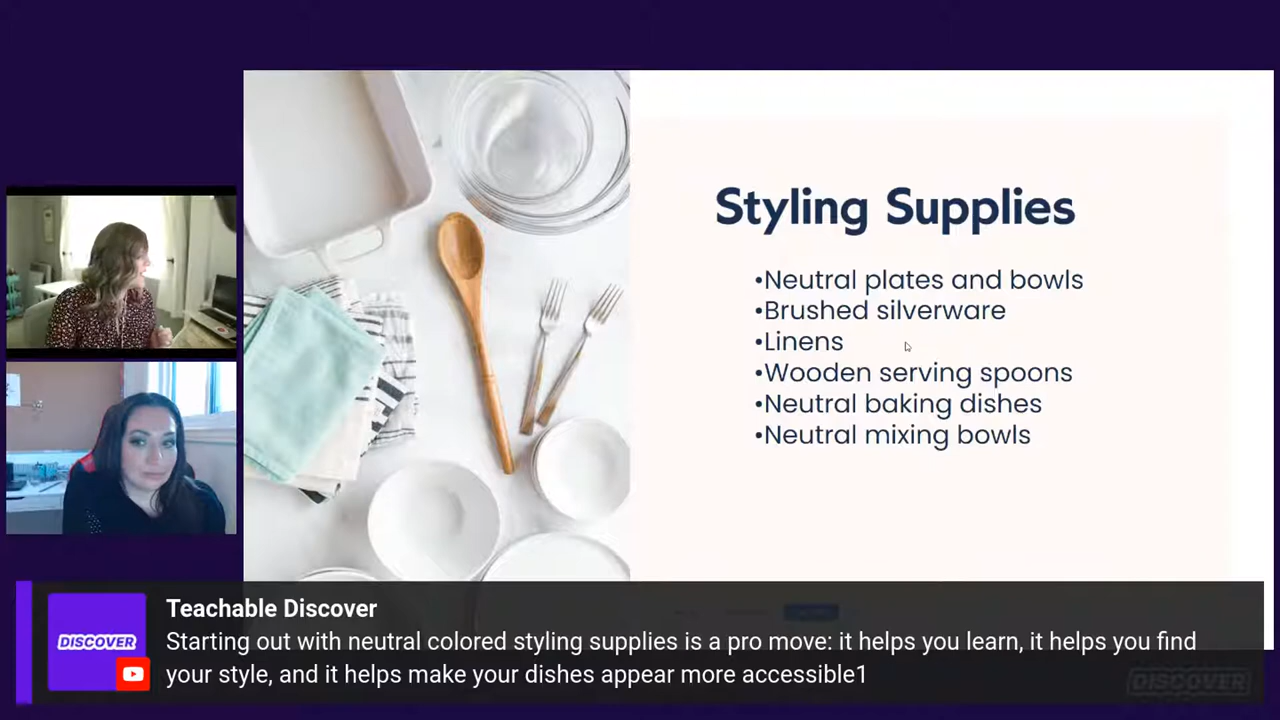 Styling Supplies
•Neutral plates and bowls
•Brushed silverware
•Linens
•Wooden serving spoons
•Neutral baking dishes
•Neutral mixing bowls
DISCOVER
Teachable Discover
Starting out with neutral colored styling supplies is a pro move: it helps you learn, it helps you find
your style, and it helps make your dishes appear more accessible1
DISCOVER